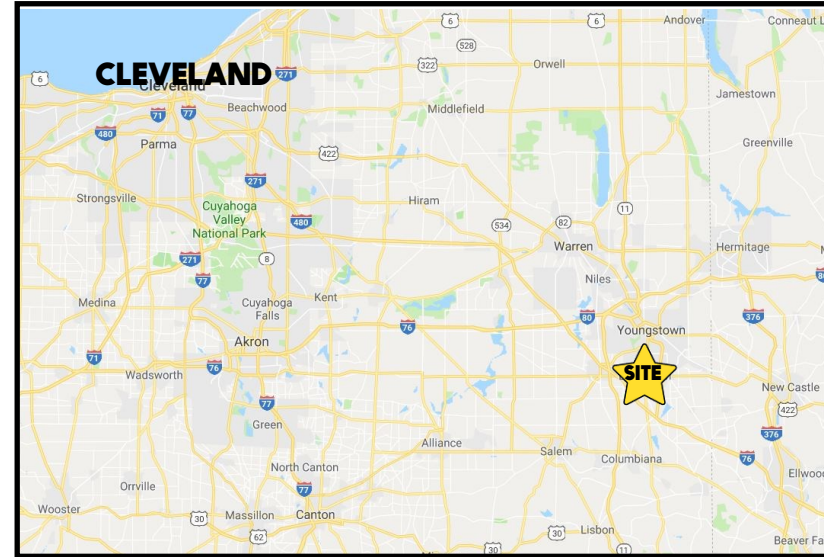 6
6
Andover
Conneaut L
528
CLEVELAND
271
322
Orwell
6
Cleveland
Jamestown
71
77
Beachwood
Middlefield
480
Parma
422
Greenville
271
Strongsville
Cuyahoga
Valley
National Park
Hiram
11
480
534
82
Warren
Hermitage
271
8
77
Niles
80
Medina
Cuyahoga
Falls
Kent
376
76
80
Youngstown
Akron
71
76
Wadsworth
SITE
New Castle
77
422
Green
376
Alliance
Salem
Columbiana
76
North Canton
Ellwoo
Orrville
77
Wooster
30
Massillon
Canton
62
30
Lisbon
30
11
Beaver Fa